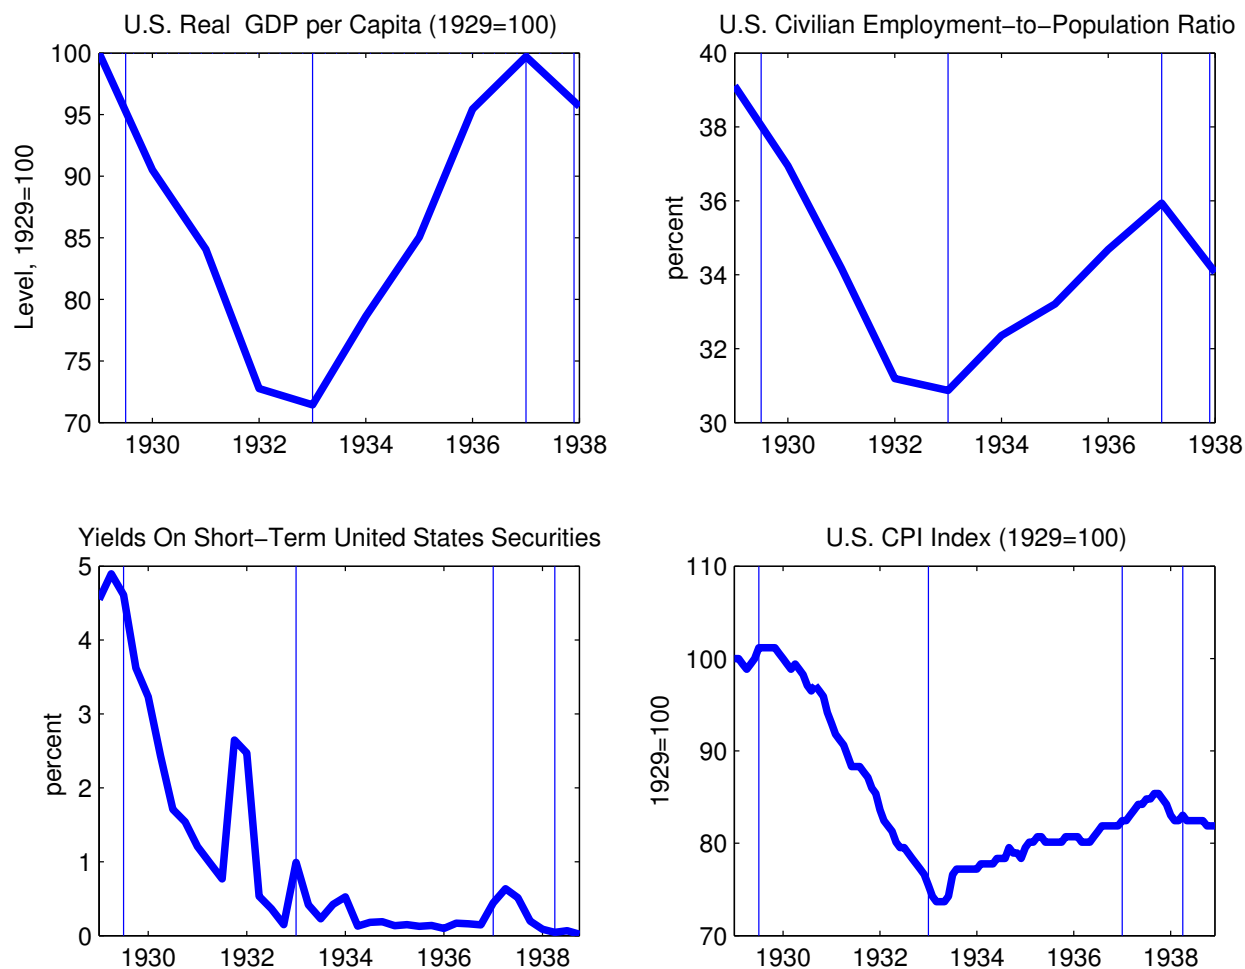 U.S. Real  GDP per Capita (1929=100)
Level, 1929=100
100
95
90
85
80
75
70
1930 1932 1934 1936 1938
U.S. Civilian Employment−to−Population Ratio
percent
40
38
36
34
32
30
1930 1932 1934 1936 1938
Yields On Short−Term United States Securities
percent
5
4
3
2
1
0
1930 1932 1934 1936 1938
U.S. CPI Index (1929=100)
1929=100
110
100
90
80
70
1930 1932 1934 1936 1938